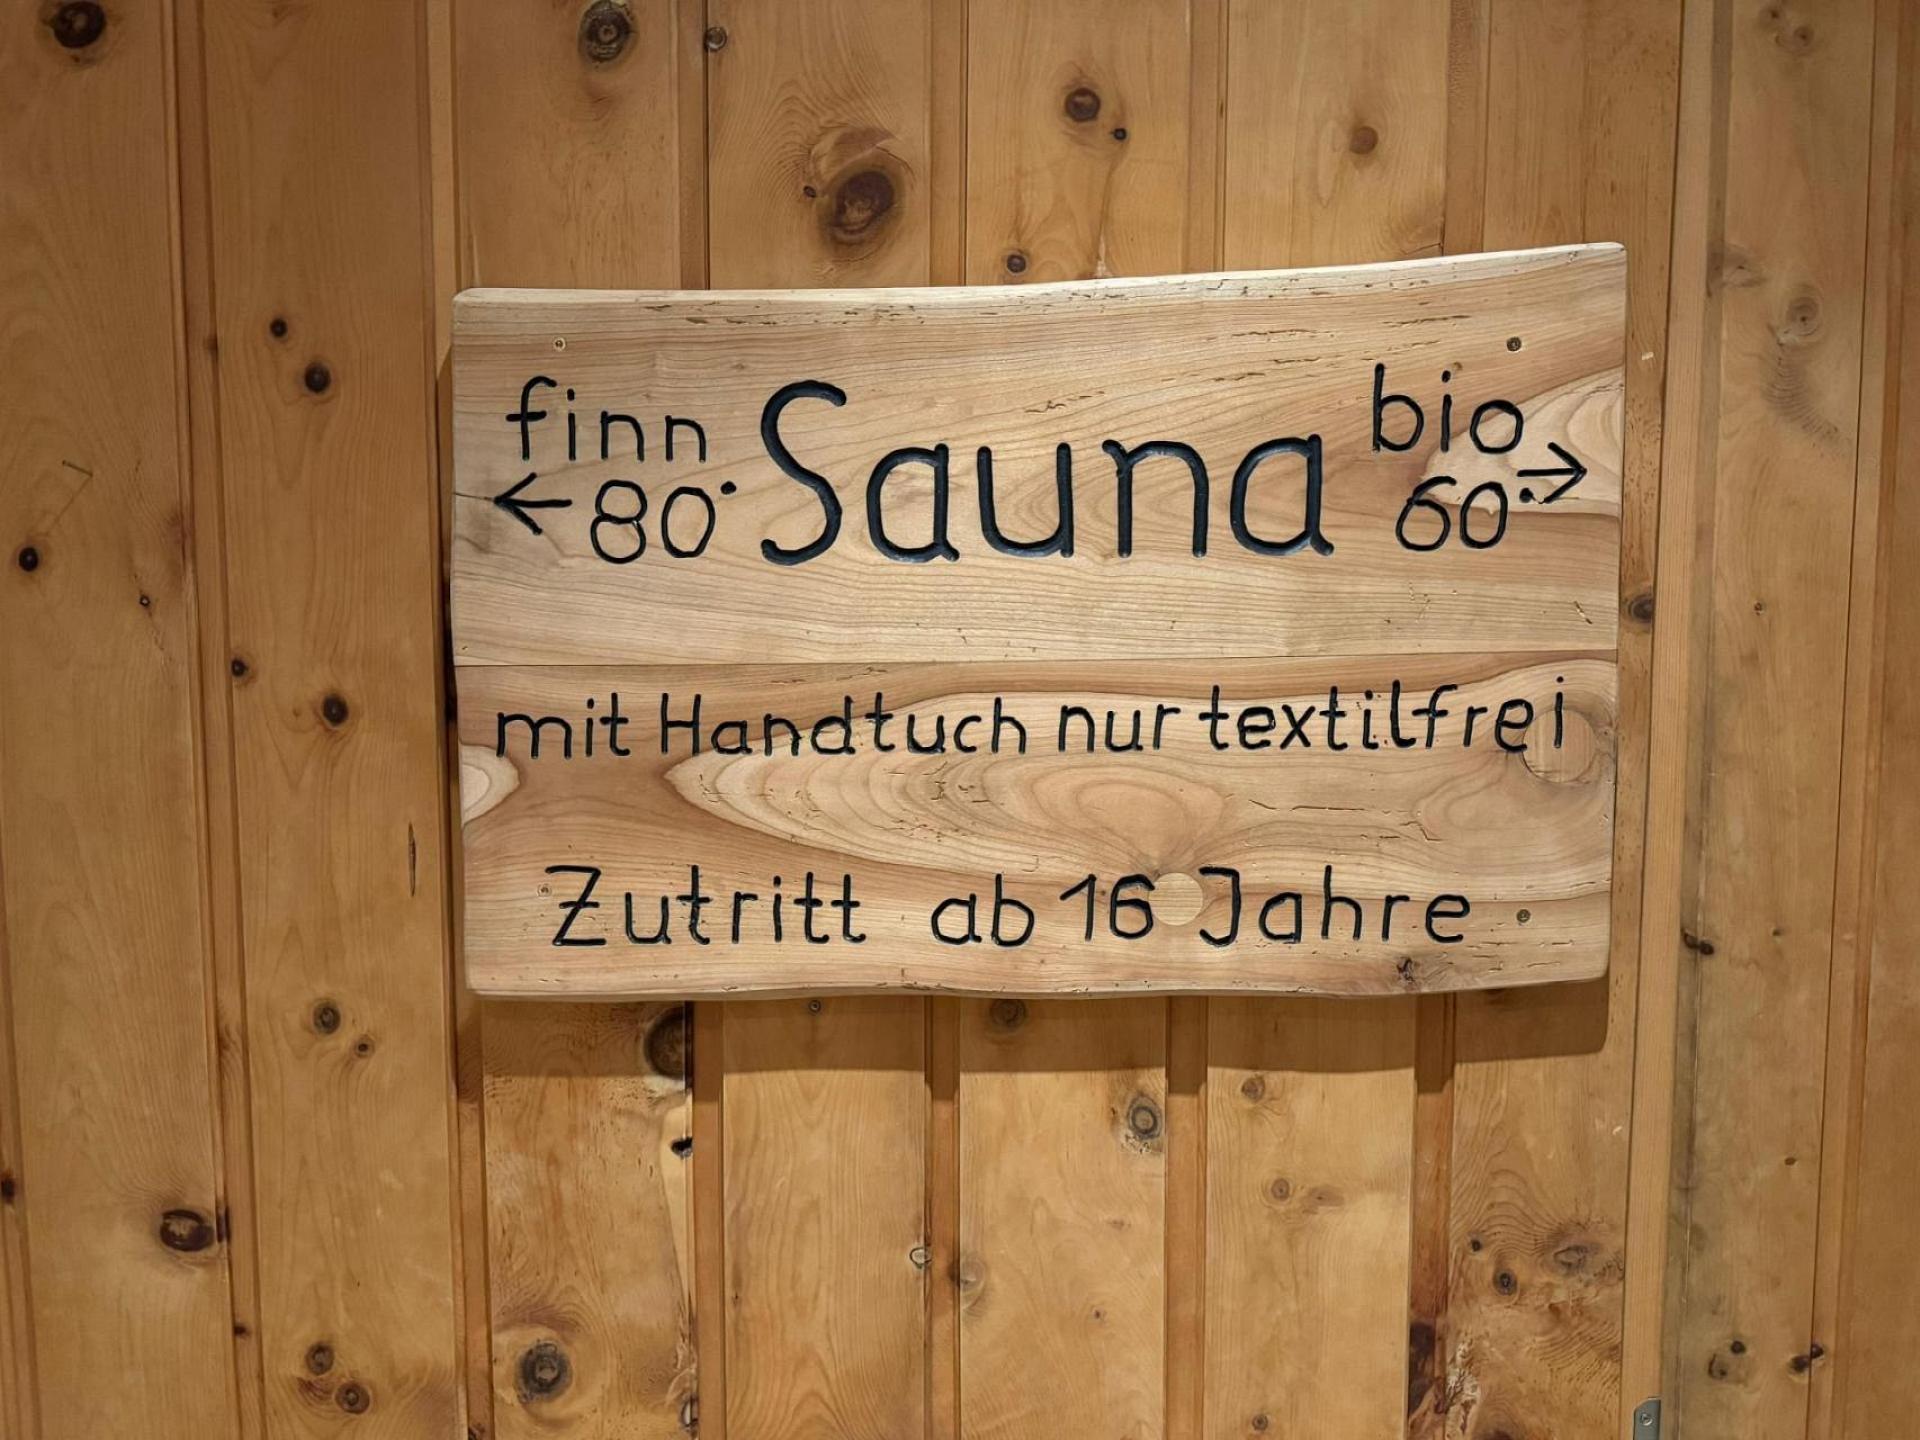 finn Sauna bio
← 80° 60° →
mit Handtuch nur textilfrei
Zutritt ab 16 Jahre